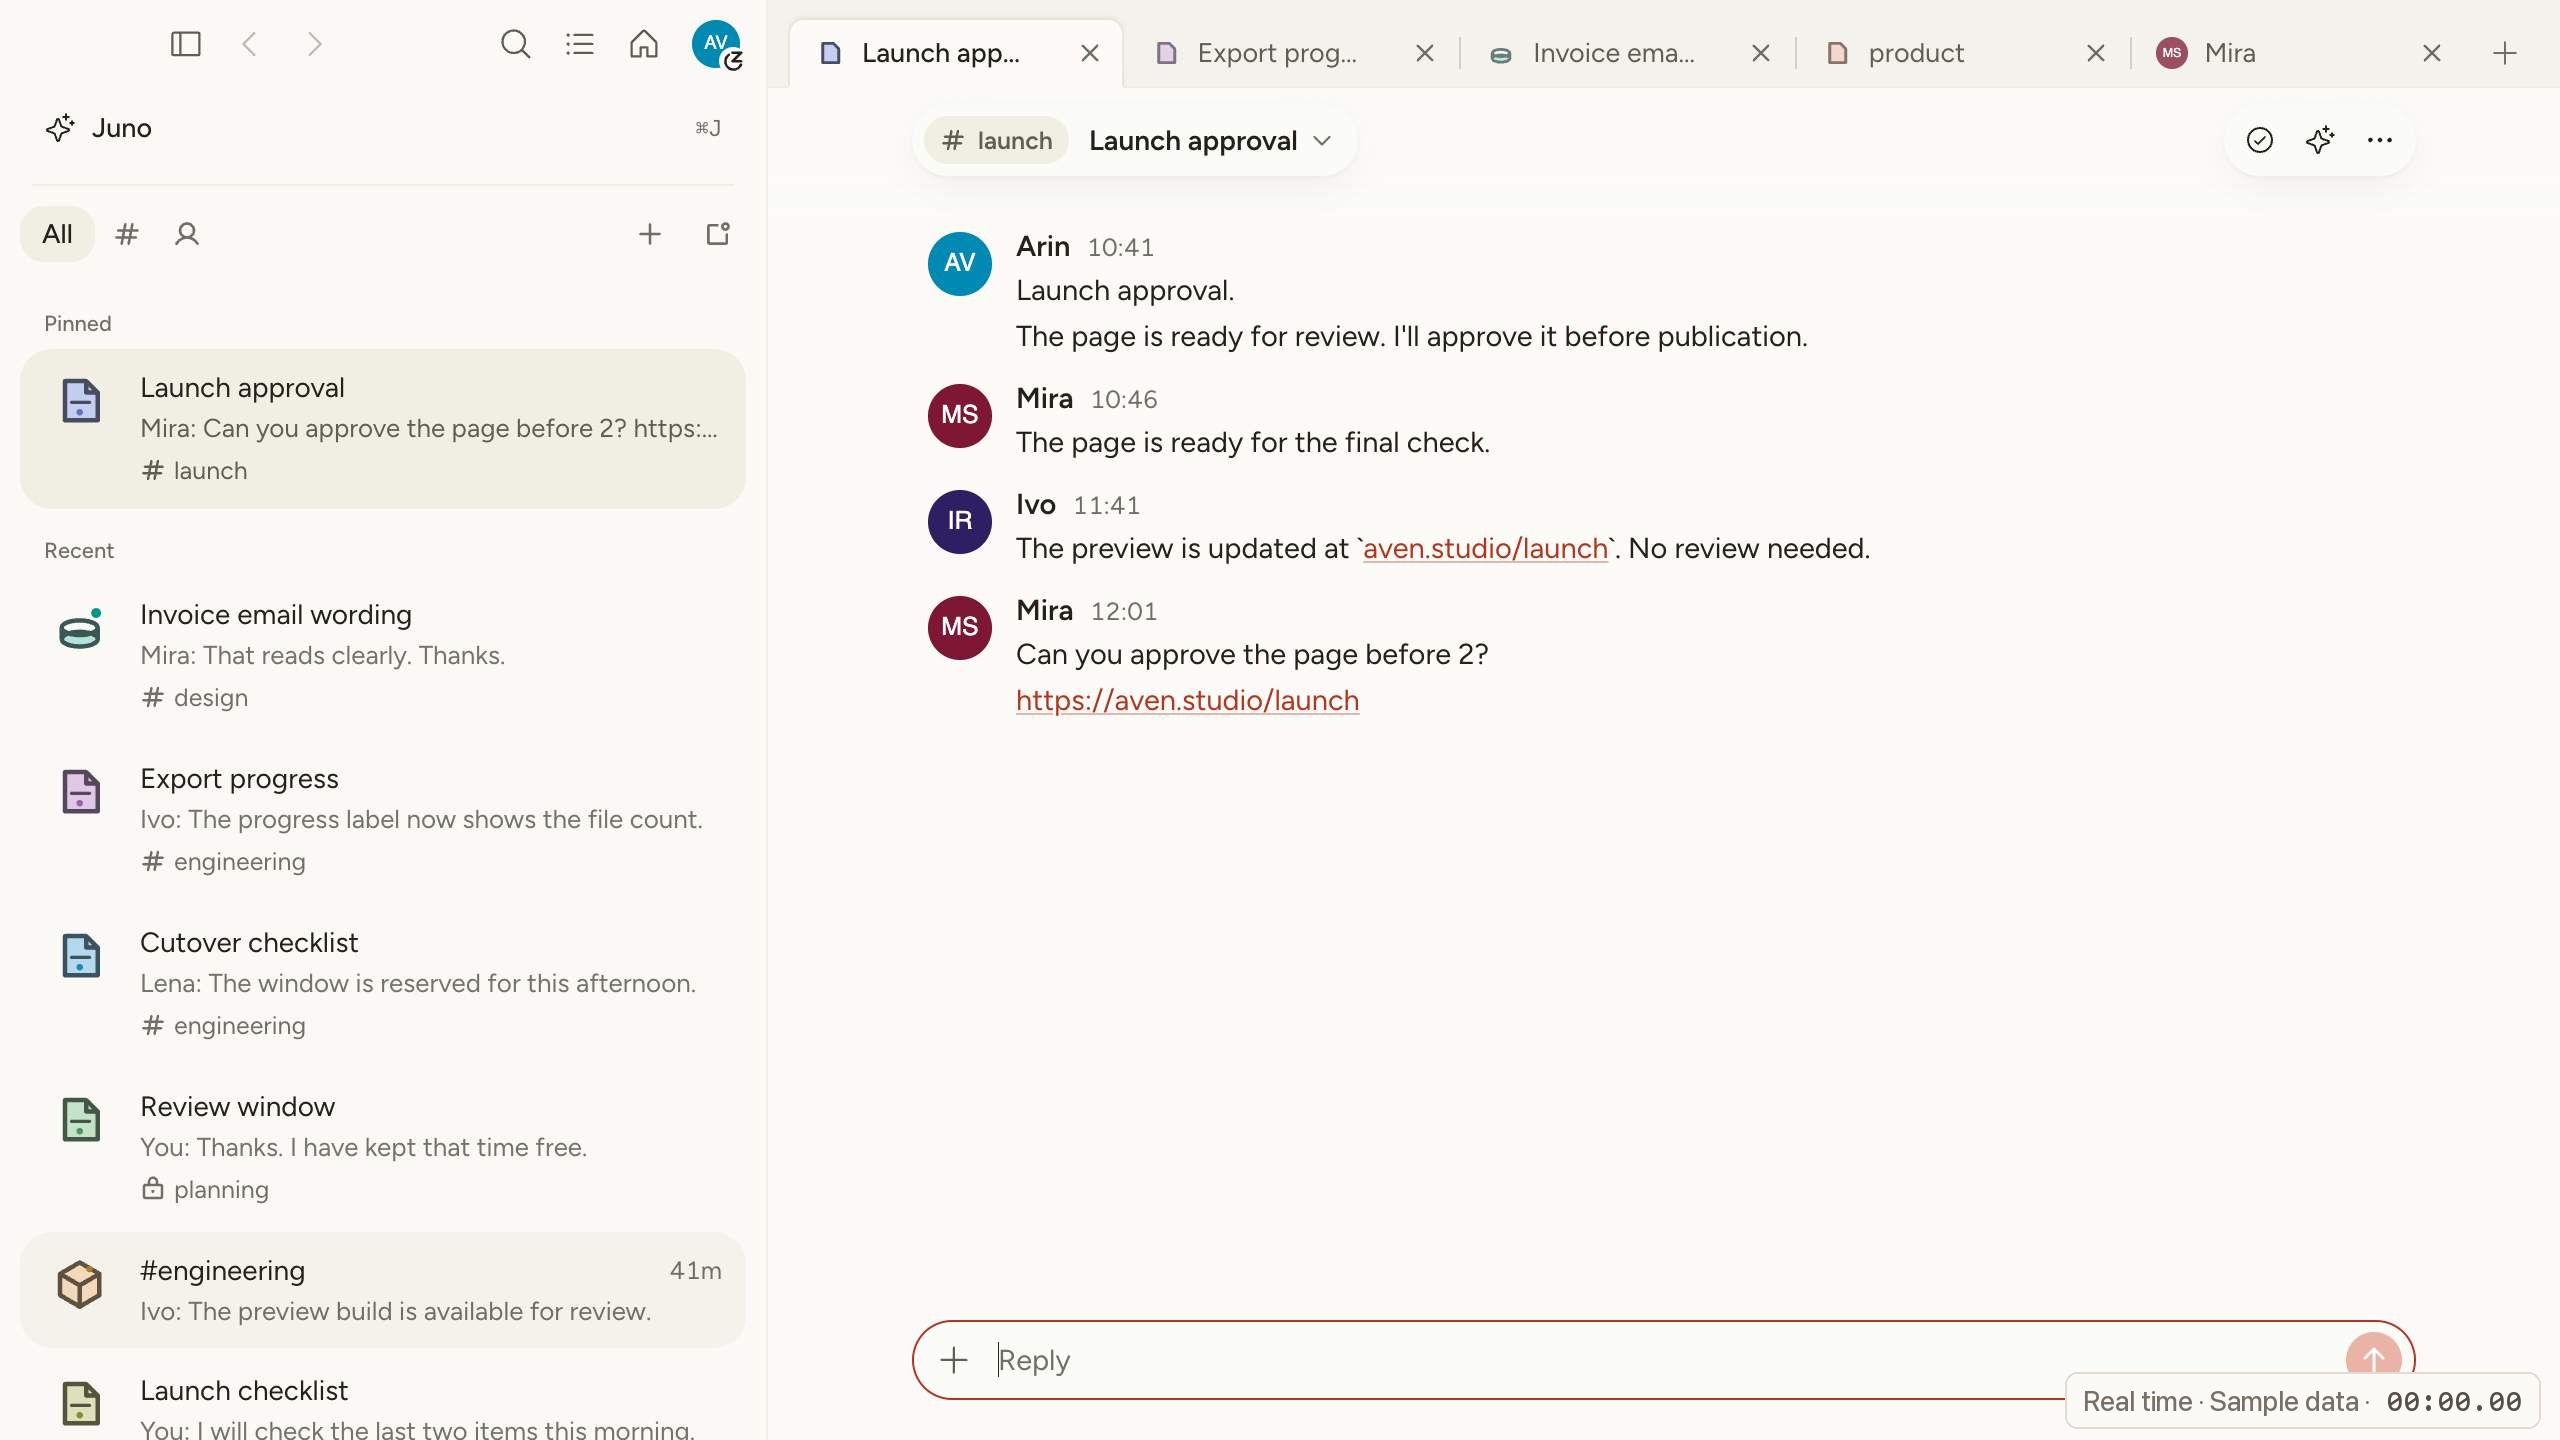 AV
Juno
⌘J
All
Pinned
Launch approval
Mira: Can you approve the page before 2? https:...
# launch
Recent
Invoice email wording
Mira: That reads clearly. Thanks.
# design
Export progress
Ivo: The progress label now shows the file count.
# engineering
Cutover checklist
Lena: The window is reserved for this afternoon.
# engineering
Review window
You: Thanks. I have kept that time free.
planning
#engineering
41m
Ivo: The preview build is available for review.
Launch checklist
You: I will check the last two items this morning.
Launch app...
Export prog...
Invoice ema...
product
MS
Mira
# launch
Launch approval
AV
Arin 10:41
Launch approval.
The page is ready for review. I'll approve it before publication.
MS
Mira 10:46
The page is ready for the final check.
IR
Ivo 11:41
The preview is updated at `aven.studio/launch`. No review needed.
MS
Mira 12:01
Can you approve the page before 2?
https://aven.studio/launch
Reply
Real time · Sample data · 00:00.00